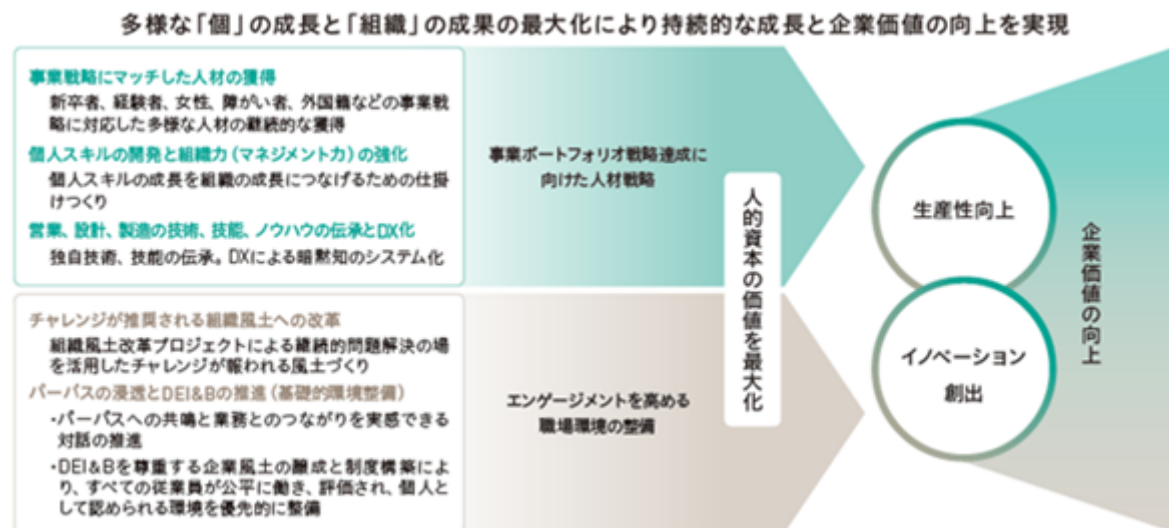 多様な「個」の成長と「組織」の成果の最大化により持続的な成長と企業価値の向上を実現
事業戦略にマッチした人材の獲得
新卒者、経験者、女性、障がい者、外国籍などの事業戦
略に対応した多様な人材の継続的な獲得
個人スキルの開発と組織力(マネジメント力)の強化
個人スキルの成長を組織の成長につなげるための仕掛
けつくり
営業、設計、製造の技術、技能、ノウハウの伝承とDX化
独自技術、技能の伝承。DXによる暗黙知のシステム化
チャレンジが推奨される組織風土への改革
組織風土改革プロジェクトによる継続的問題解決の場
を活用したチャレンジが報われる風土づくり
パーパスの浸透とDEI&Bの推進(基礎的環境整備)
・パーパスへの共鳴と業務とのつながりを実感できる
対話の推進
・DEI&Bを尊重する企業風土の醸成と制度構築によ
り、すべての従業員が公平に働き、評価され、個人と
して認められる環境を優先的に整備
事業ポートフォリオ戦略達成に
向けた人材戦略
エンゲージメントを高める
職場環境の整備
人的資本の価値を最大化
生産性向上
イノベーション
創出
企業価値の向上